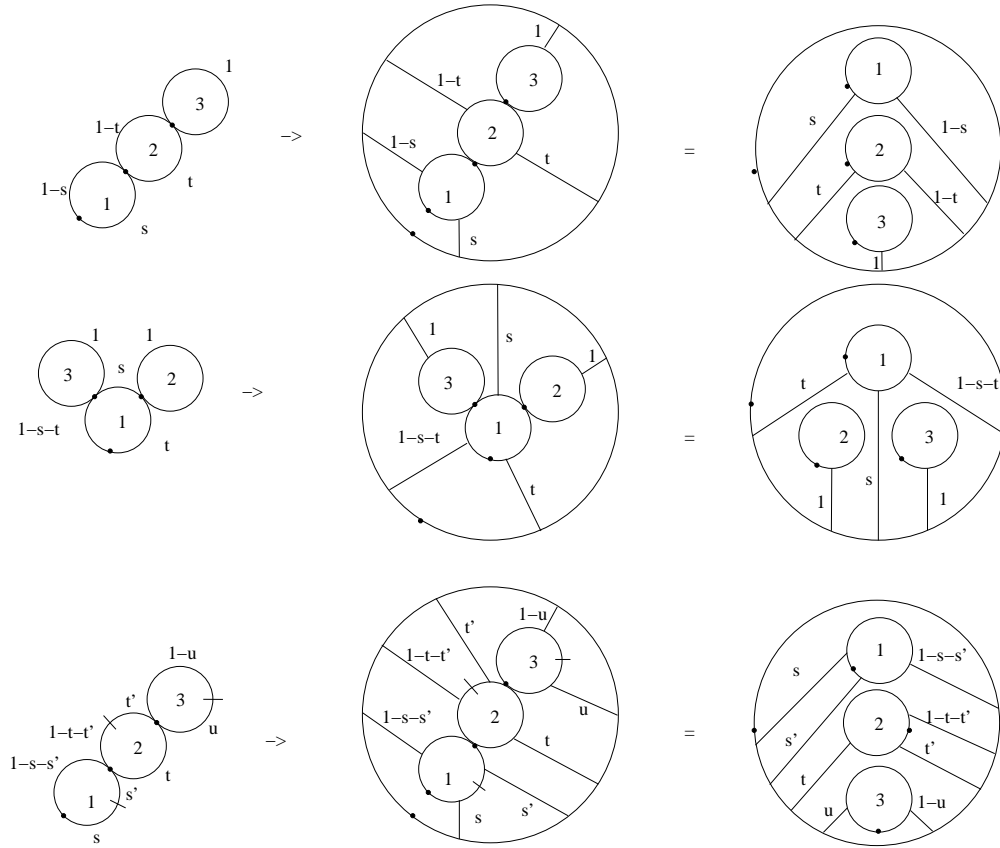 1
3
1–t
2
1–s
1
t
s
–>
1
3
1–t
2
1–s
t
1
s
=
1
s
1–s
2
t
1–t
3
1
1
1
3
s
2
1
1–s–t
t
–>
1
1
s
3
2
1–s–t
1
t
=
1
t
1–s–t
2
3
s
1
1
1–u
t'
3
1–t–t'
2
u
1–s–s'
t
1
s'
s
–>
1–u
t'
1–t–t'
3
u
2
1–s–s'
t
1
s
s'
=
1
s
1–s–s'
s'
2
1–t–t'
t'
t
3
u
1–u